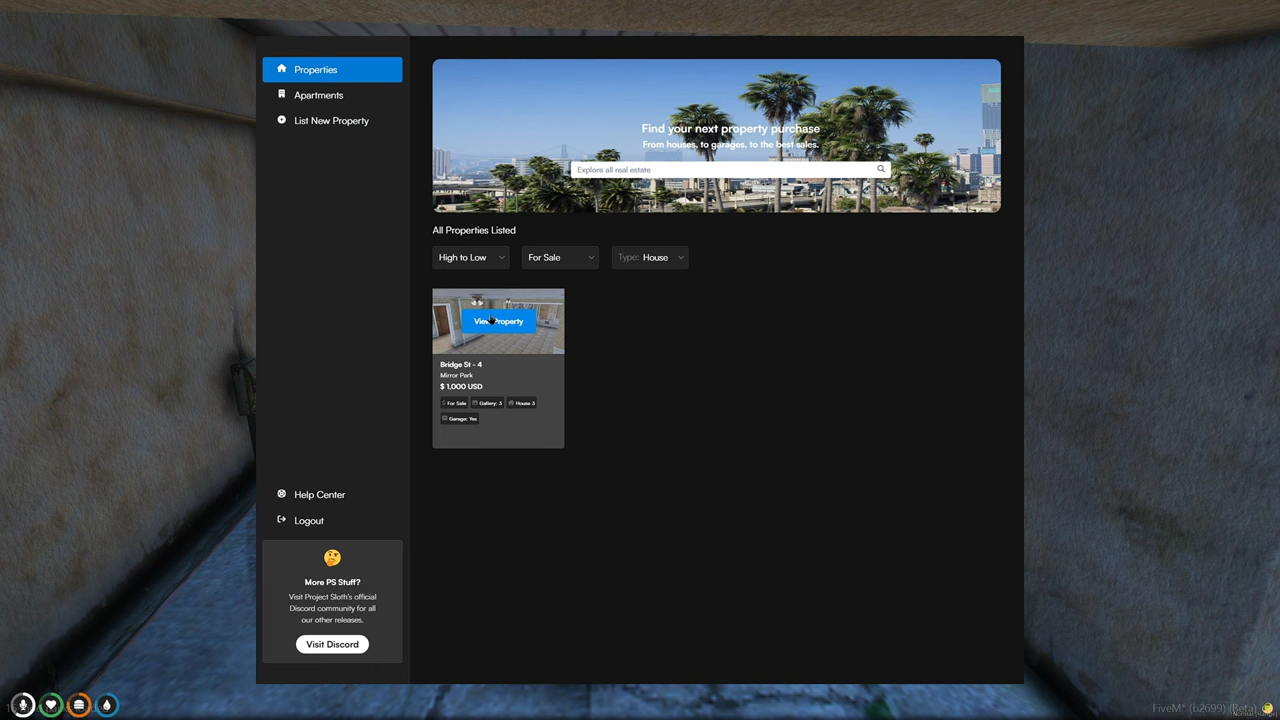 Properties
Apartments
List New Property
Find your next property purchase
From houses, to garages, to the best sales.
Explore all real estate
All Properties Listed
High to Low
For Sale
Type: House
View Property
Bridge St - 4
Mirror Park
$ 1,000 USD
For Sale
Gallery: 3
House 3
Garage: Yes
Help Center
Logout
More PS Stuff?
Visit Project Sloth's official
Discord community for all
our other releases.
Visit Discord
FiveM* (b2699) (Beta)